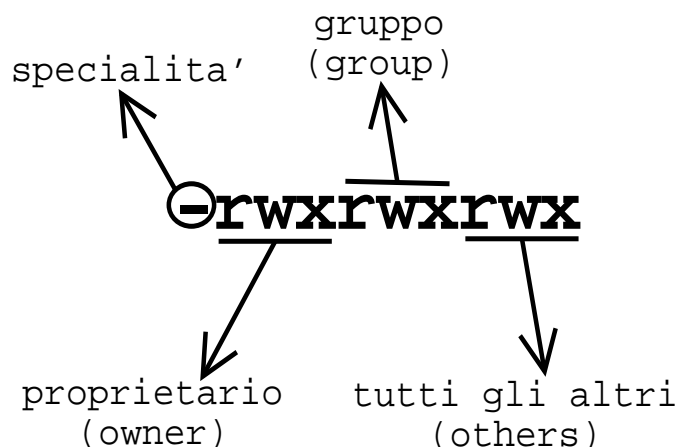 gruppo
(group)
specialita'
-rwxrwxrwx
proprietario
(owner)
tutti gli altri
(others)